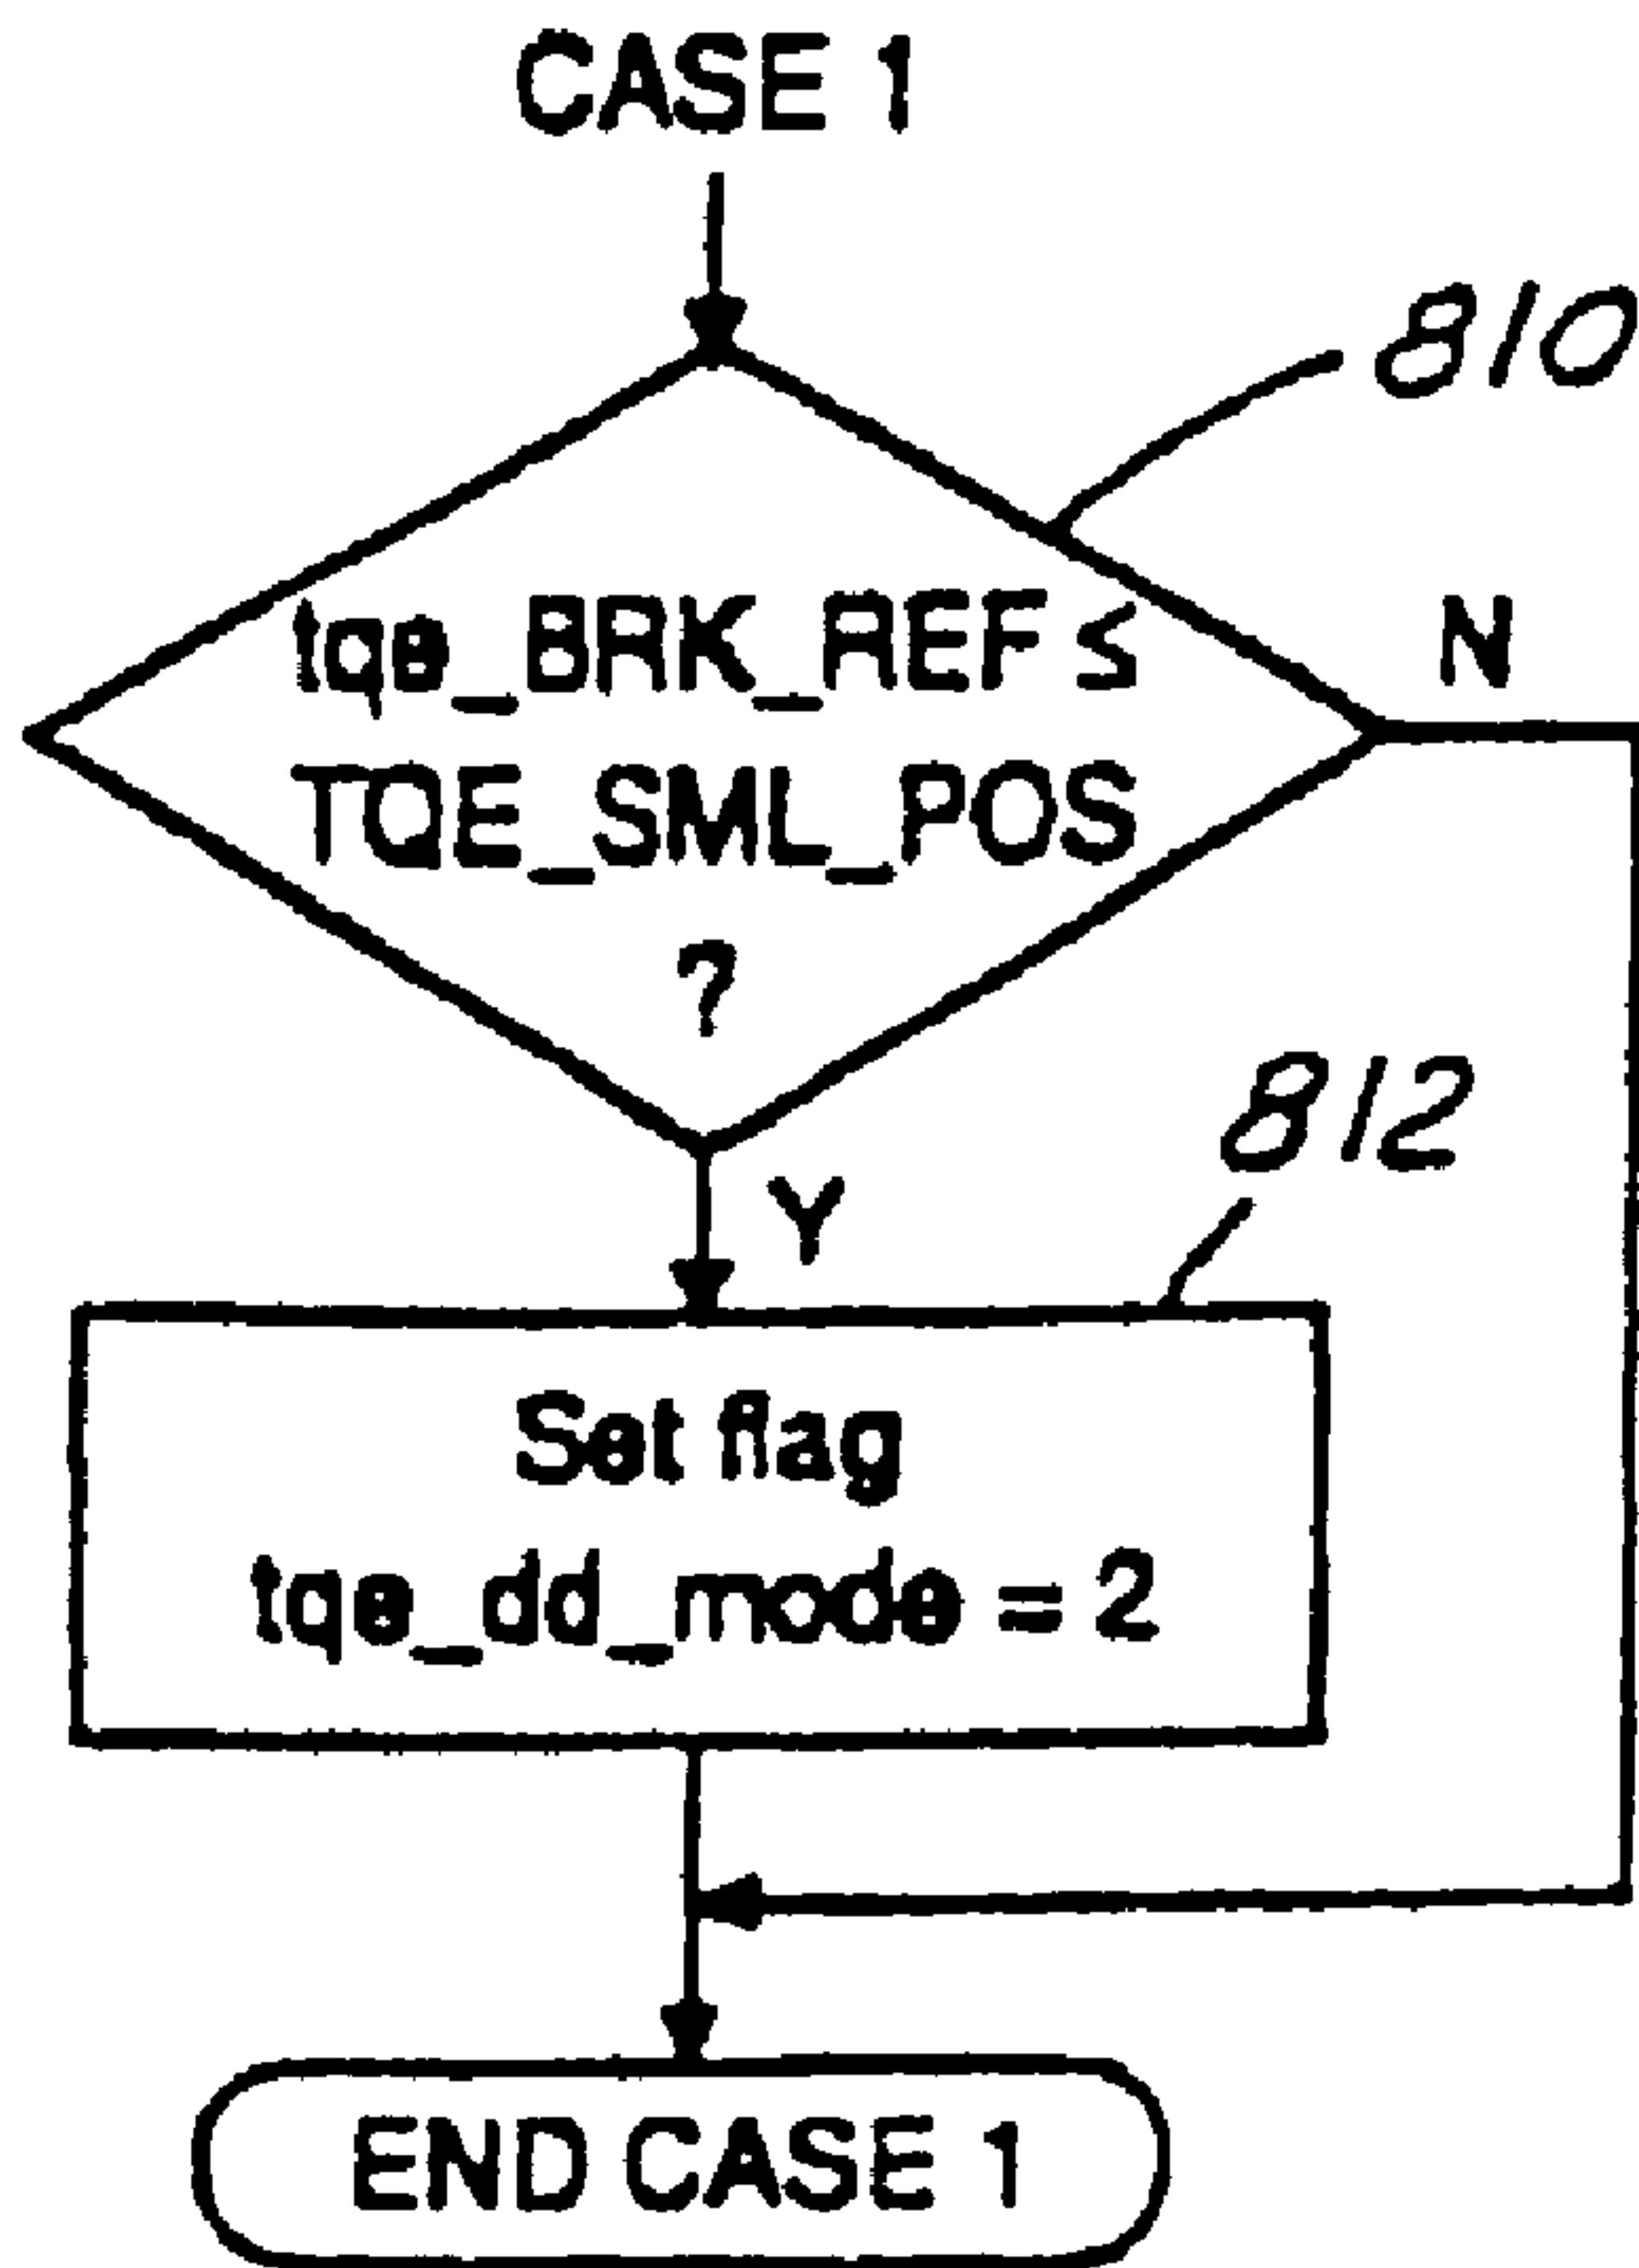 CASE 1
810
tqe_BRK_REF ≤
N
TQE_SML_POS
?
812
Y
Set flag
tqe_dd_mode = 2
END CASE 1